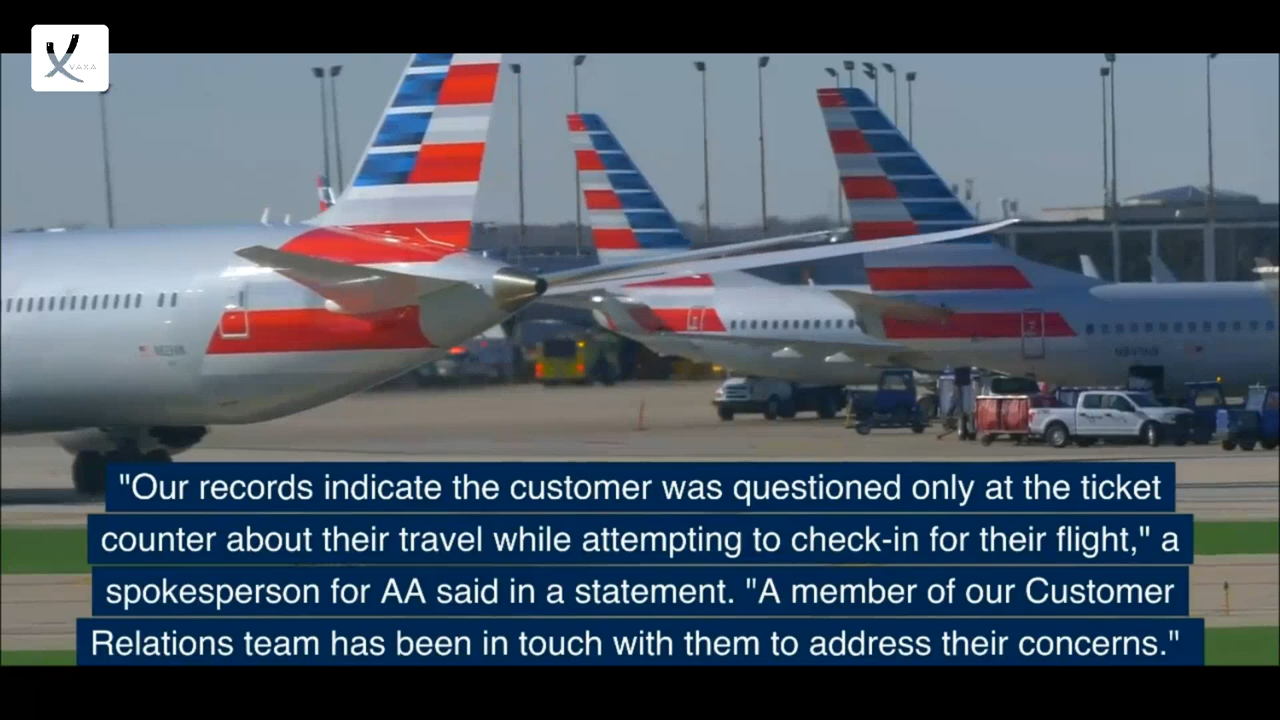 VAXA
"Our records indicate the customer was questioned only at the ticket
counter about their travel while attempting to check-in for their flight," a
spokesperson for AA said in a statement. "A member of our Customer
Relations team has been in touch with them to address their concerns."